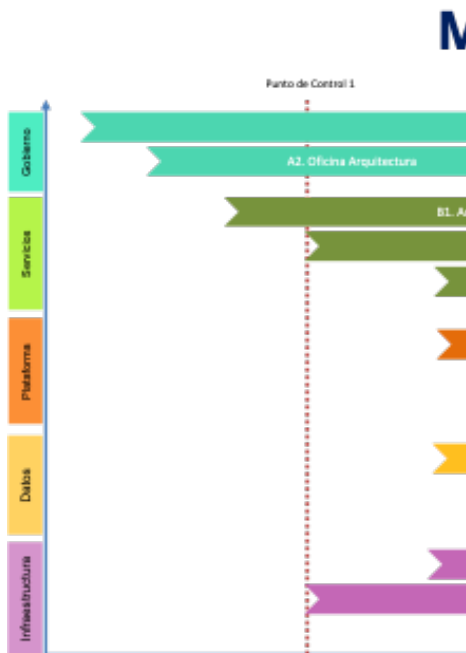 M
Punto de Control 1
Gobierno
A2. Oficina Arquitectura
Servicios
B1. A
Plataforma
Datos
Infraestructura